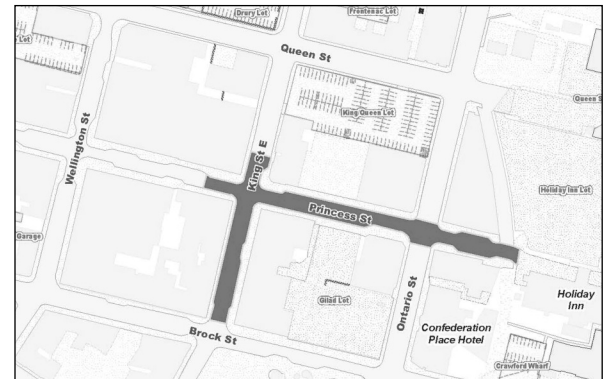 Drury Lot
Frontenac Lot
Queen St
Wellington St
King St E
King Queen Lot
Queen S
Holiday Inn Lot
Princess St
Garage
Gilad Lot
Ontario St
Holiday
Inn
Confederation
Place Hotel
Brock St
Crawford Wharf